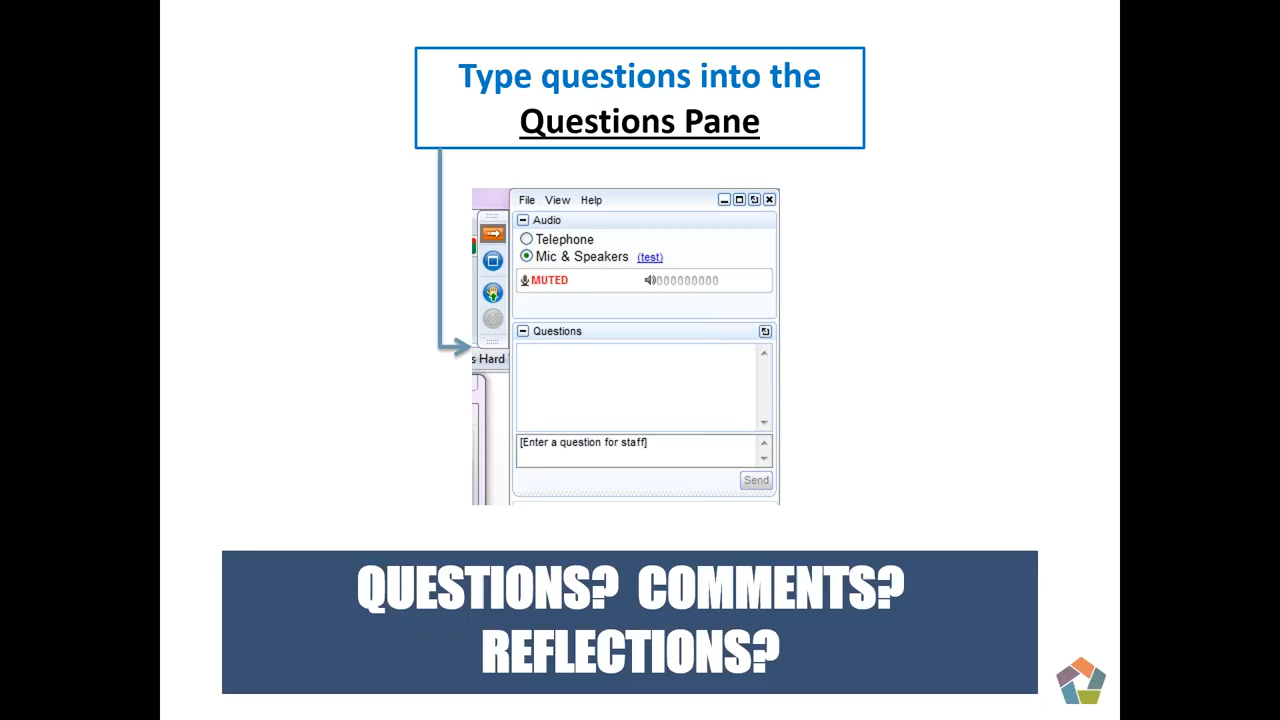 Type questions into the
Questions Pane
File View Help
Audio
Telephone
Mic & Speakers (test)
MUTED
Questions
s Hard
[Enter a question for staff]
Send
QUESTIONS? COMMENTS?
REFLECTIONS?